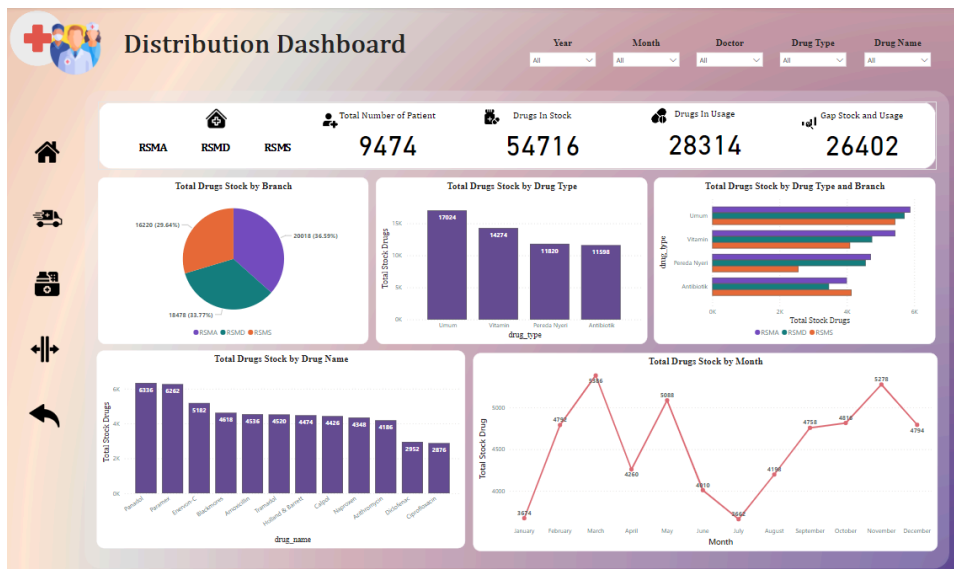 Distribution Dashboard
Year Month Doctor Drug Type Drug Name
All All All All All
Total Number of Patient Drugs In Stock Drugs In Usage Gap Stock and Usage
RSMA RSMD RSMS 9474 54716 28314 26402
Total Drugs Stock by Branch
16220 (29.64%)
20018 (36.59%)
18478 (33.77%)
RSMA RSMD RSMS
Total Drugs Stock by Drug Type
Total Stock Drugs
15K
10K
5K
0K
17024 14274 11820 11598
Umum Vitamin Pereda Nyeri Antibiotik
drug_type
Total Drugs Stock by Drug Type and Branch
drug_type
Umum
Vitamin
Pereda Nyeri
Antibiotik
0K 2K 4K 6K
Total Stock Drugs
RSMA RSMD RSMS
Total Drugs Stock by Drug Name
Total Stock Drugs
6K
4K
2K
0K
6336 6262 5182 4618 4536 4520 4474 4426 4348 4186 2952 2876
Panadol Paramex Enervon-C Blackmores Amoxicillin Tramadol Holland & Barrett Calpol Naproxen Azithromycin Diclofenac Ciprofloxacin
drug_name
Total Drugs Stock by Month
Total Stock Drug
5000
4500
4000
3674 4260 5088 3662 4758 5278 4794
January February March April May June July August September October November December
Month